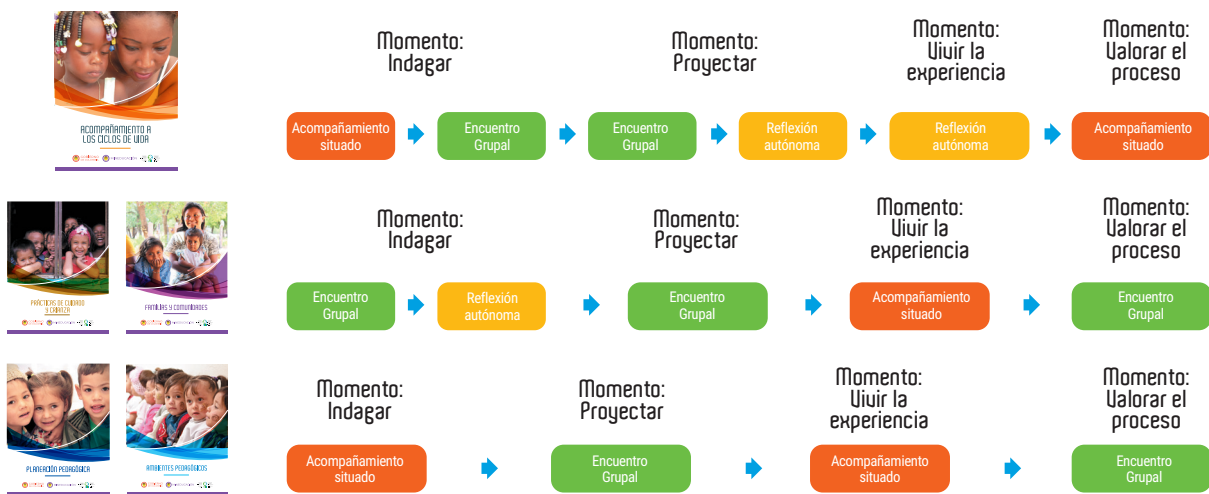 ACOMPAÑAMIENTO A
LOS CICLOS DE VIDA
Momento:
Indagar
Momento:
Proyectar
Momento:
Vivir la
experiencia
Momento:
Valorar el
proceso
Acompañamiento
situado
Encuentro
Grupal
Encuentro
Grupal
Reflexión
autónoma
Reflexión
autónoma
Acompañamiento
situado
PRÁCTICAS DE CUIDADO
Y CRIANZA
FAMILIAS Y COMUNIDADES
Momento:
Indagar
Momento:
Proyectar
Momento:
Vivir la
experiencia
Momento:
Valorar el
proceso
Encuentro
Grupal
Reflexión
autónoma
Encuentro
Grupal
Acompañamiento
situado
Encuentro
Grupal
PLANEACIÓN PEDAGÓGICA
AMBIENTES PEDAGÓGICOS
Momento:
Indagar
Momento:
Proyectar
Momento:
Vivir la
experiencia
Momento:
Valorar el
proceso
Acompañamiento
situado
Encuentro
Grupal
Acompañamiento
situado
Encuentro
Grupal